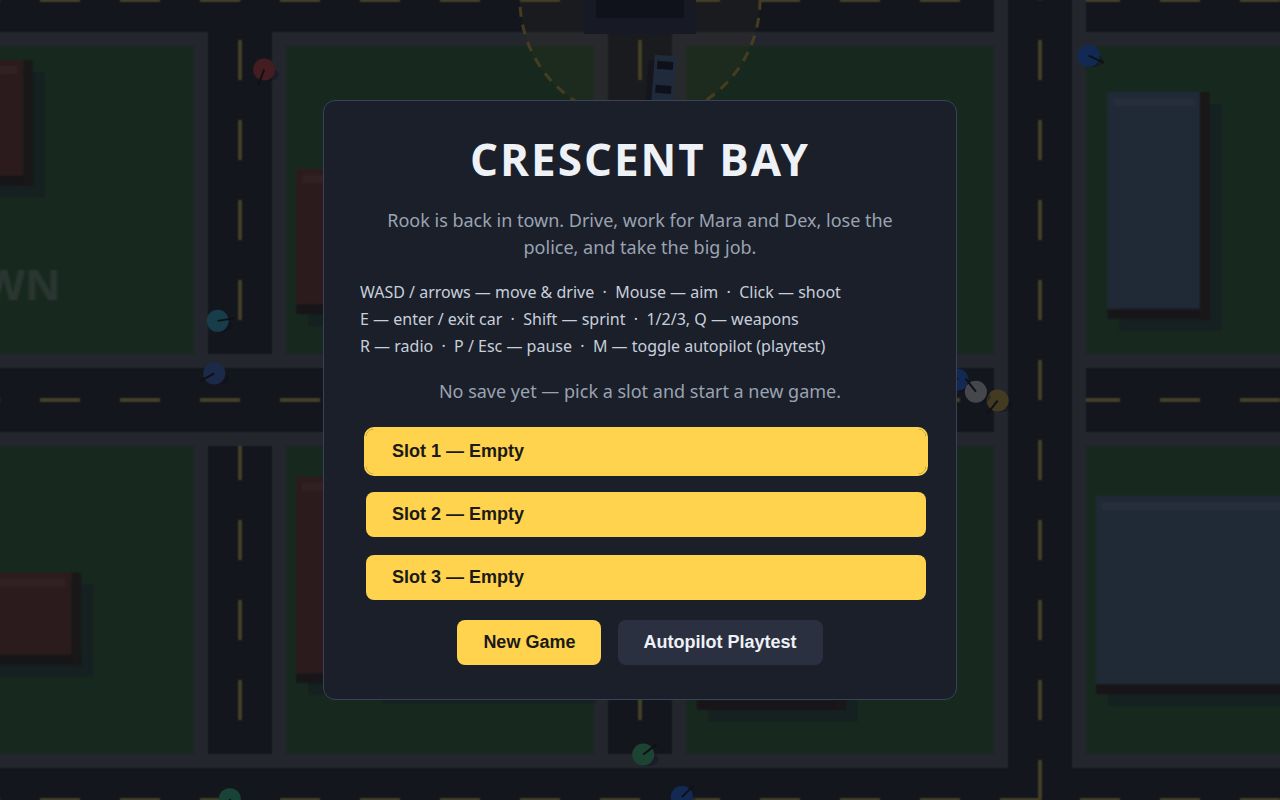 CRESCENT BAY
Rook is back in town. Drive, work for Mara and Dex, lose the
police, and take the big job.
WASD / arrows — move & drive · Mouse — aim · Click — shoot
E — enter / exit car · Shift — sprint · 1/2/3, Q — weapons
R — radio · P / Esc — pause · M — toggle autopilot (playtest)
WN
No save yet — pick a slot and start a new game.
Slot 1 — Empty
Slot 2 — Empty
Slot 3 — Empty
New Game Autopilot Playtest